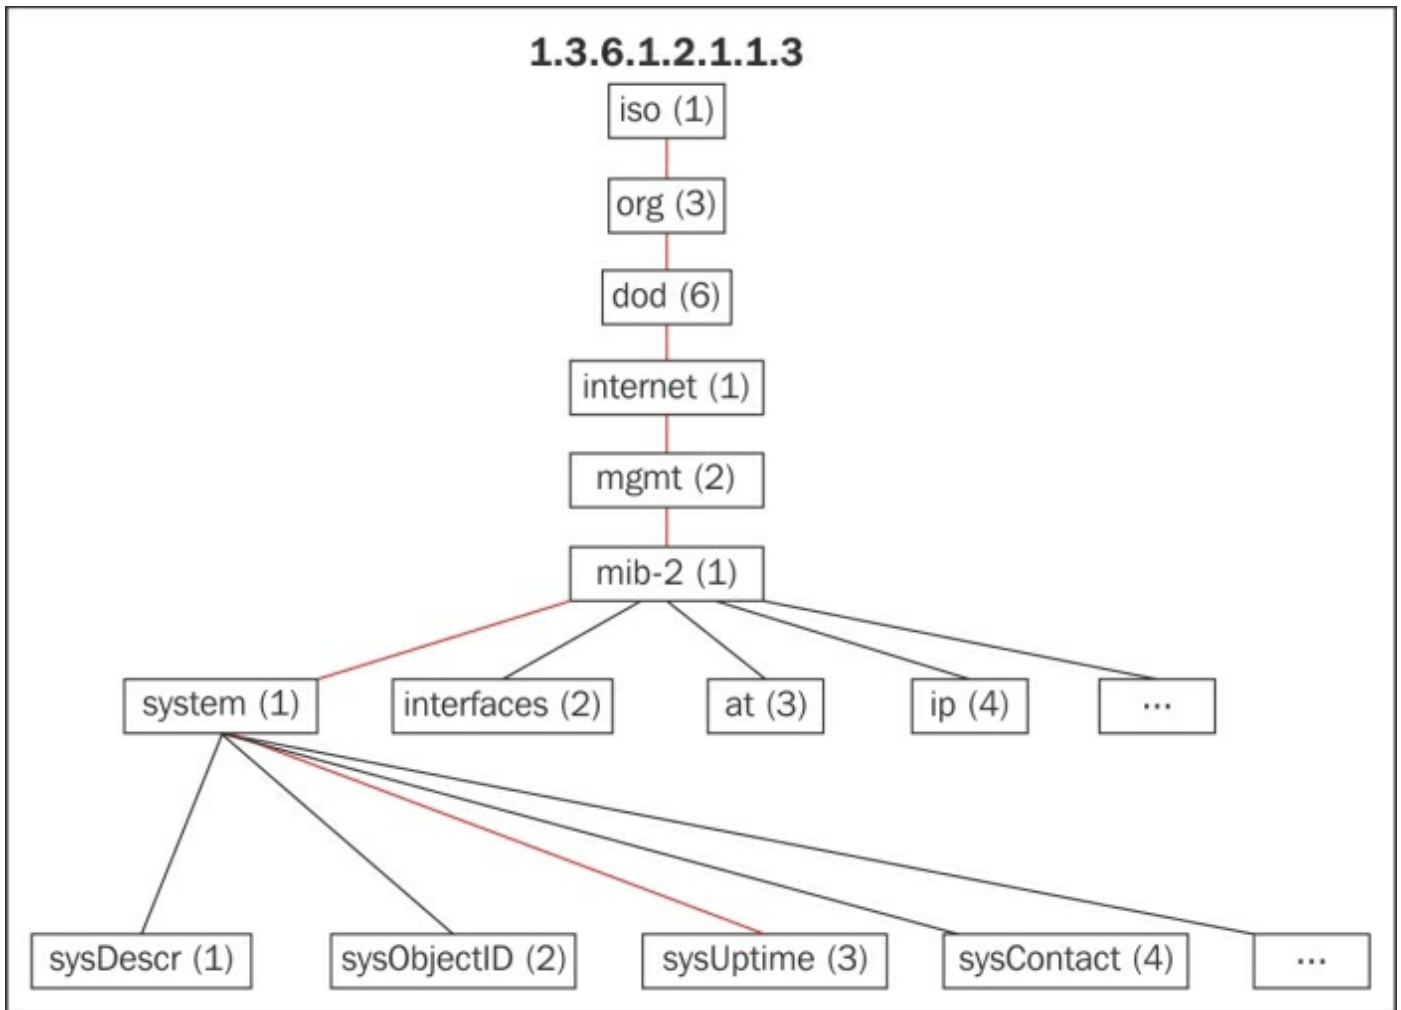 1.3.6.1.2.1.1.3
iso (1)
org (3)
dod (6)
internet (1)
mgmt (2)
mib-2 (1)
system (1) interfaces (2) at (3) ip (4) ...
sysDescr (1) sysObjectID (2) sysUptime (3) sysContact (4) ...